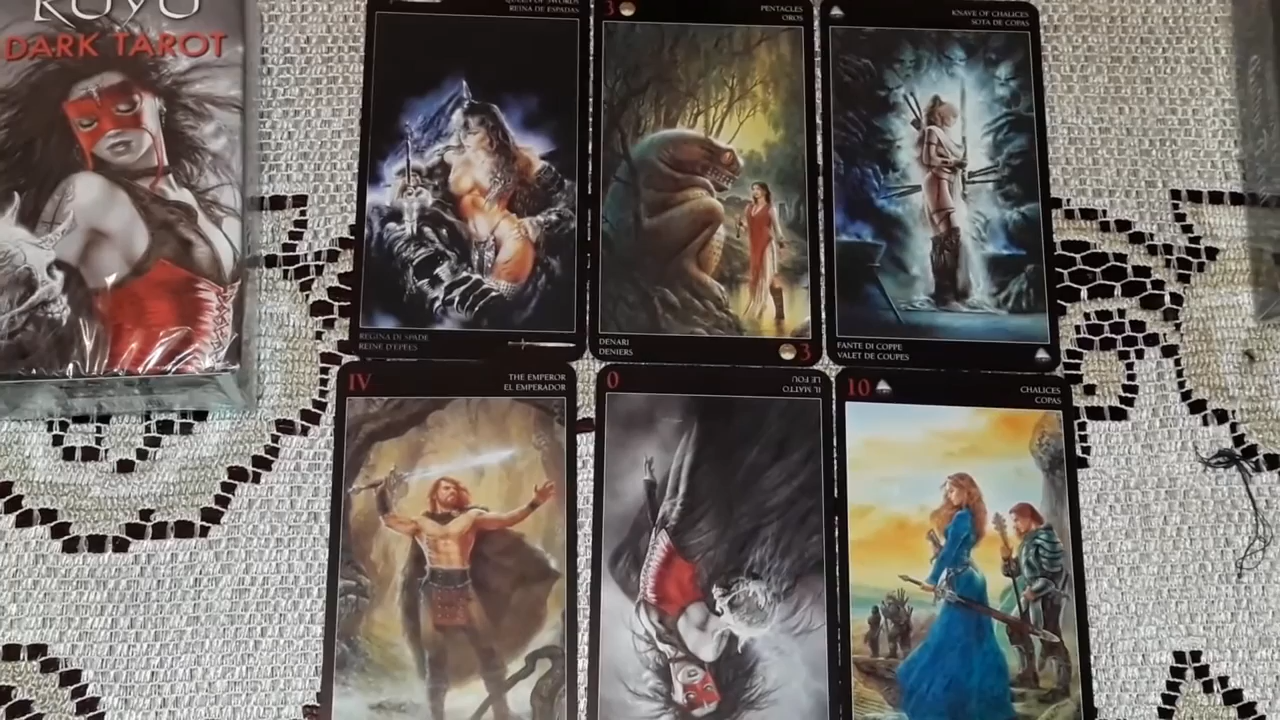 ROYO
DARK TAROT
QUEEN OF SWORDS
REINA DE ESPADAS
REGINA DI SPADE
REINE D'EPEES
3
PENTACLES
OROS
DENARI
DENIERS
3
KNAVE OF CHALICES
SOTA DE COPAS
FANTE DI COPPE
VALET DE COUPES
IV
THE EMPEROR
EL EMPERADOR
0
IL MATTO
LE FOU
10
CHALICES
COPAS